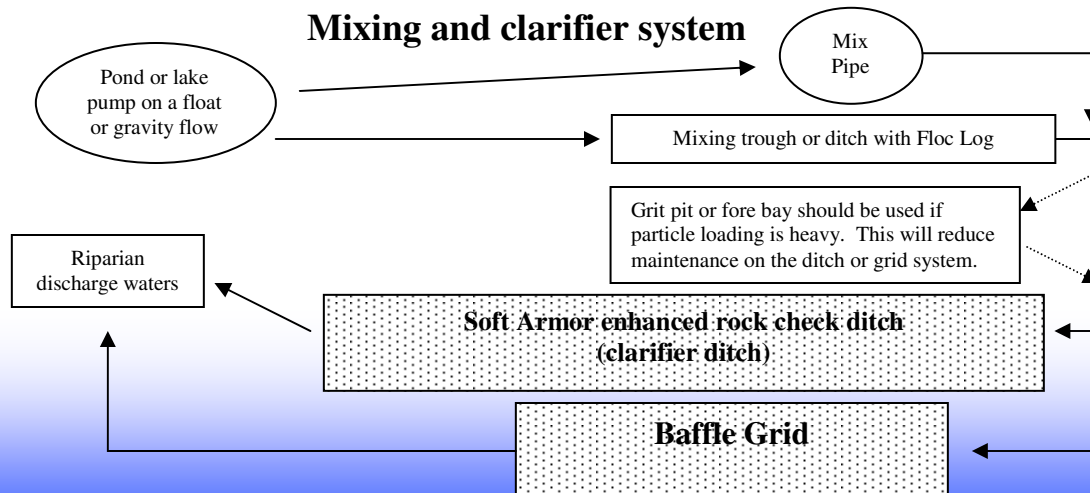 Mixing and clarifier system
Pond or lake
pump on a float
or gravity flow
Mix
Pipe
Mixing trough or ditch with Floc Log
Grit pit or fore bay should be used if
particle loading is heavy. This will reduce
maintenance on the ditch or grid system.
Riparian
discharge waters
Soft Armor enhanced rock check ditch
(clarifier ditch)
Baffle Grid